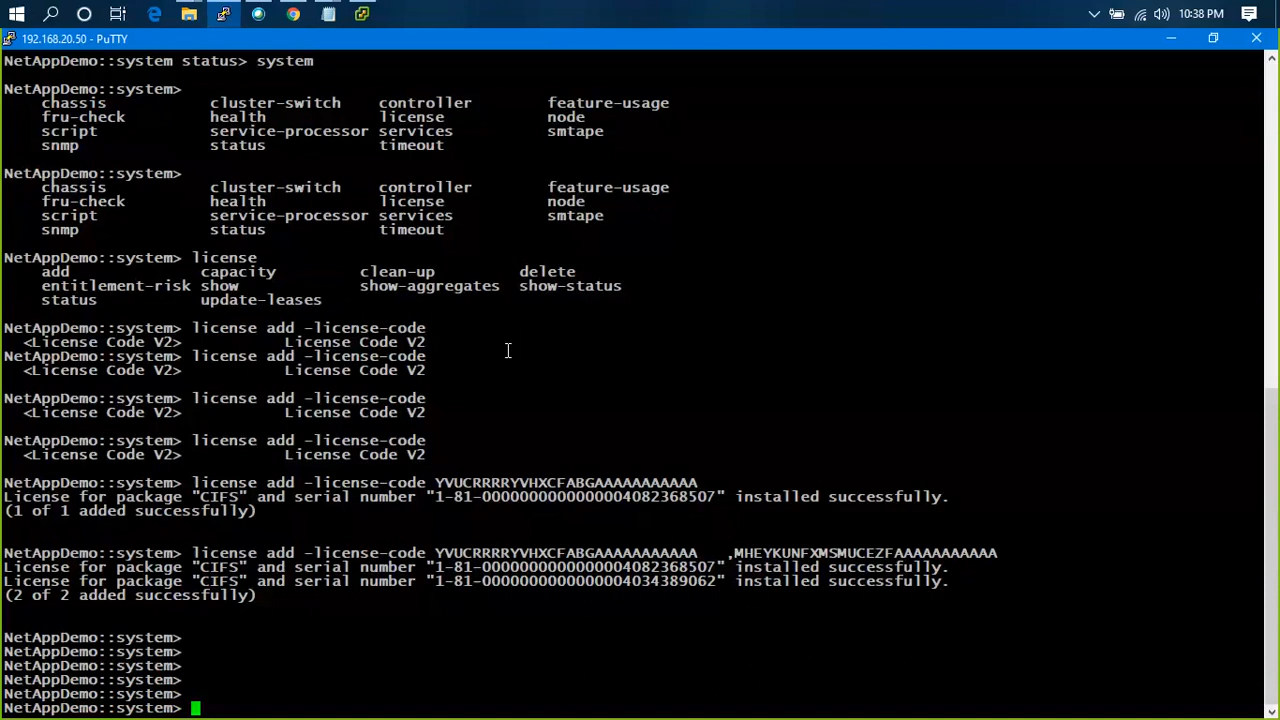 10:38 PM
192.168.20.50 - PuTTY
NetAppDemo::system status> system
NetAppDemo::system>
chassis cluster-switch controller feature-usage
fru-check health license node
script service-processor services smtape
snmp status timeout
NetAppDemo::system>
chassis cluster-switch controller feature-usage
fru-check health license node
script service-processor services smtape
snmp status timeout
NetAppDemo::system> license
add capacity clean-up delete
entitlement-risk show show-aggregates show-status
status update-leases
NetAppDemo::system> license add -license-code
<License Code V2> License Code V2
NetAppDemo::system> license add -license-code
<License Code V2> License Code V2
NetAppDemo::system> license add -license-code
<License Code V2> License Code V2
NetAppDemo::system> license add -license-code
<License Code V2> License Code V2
NetAppDemo::system> license add -license-code YVUCRRRRYVHXCFABGAAAAAAAAAAA
License for package "CIFS" and serial number "1-81-0000000000000004082368507" installed successfully.
(1 of 1 added successfully)
NetAppDemo::system> license add -license-code YVUCRRRRYVHXCFABGAAAAAAAAAAA ,MHEYKUNFXMSMUCEZFAAAAAAAAAAA
License for package "CIFS" and serial number "1-81-0000000000000004082368507" installed successfully.
License for package "CIFS" and serial number "1-81-0000000000000004034389062" installed successfully.
(2 of 2 added successfully)
NetAppDemo::system>
NetAppDemo::system>
NetAppDemo::system>
NetAppDemo::system>
NetAppDemo::system>
NetAppDemo::system>